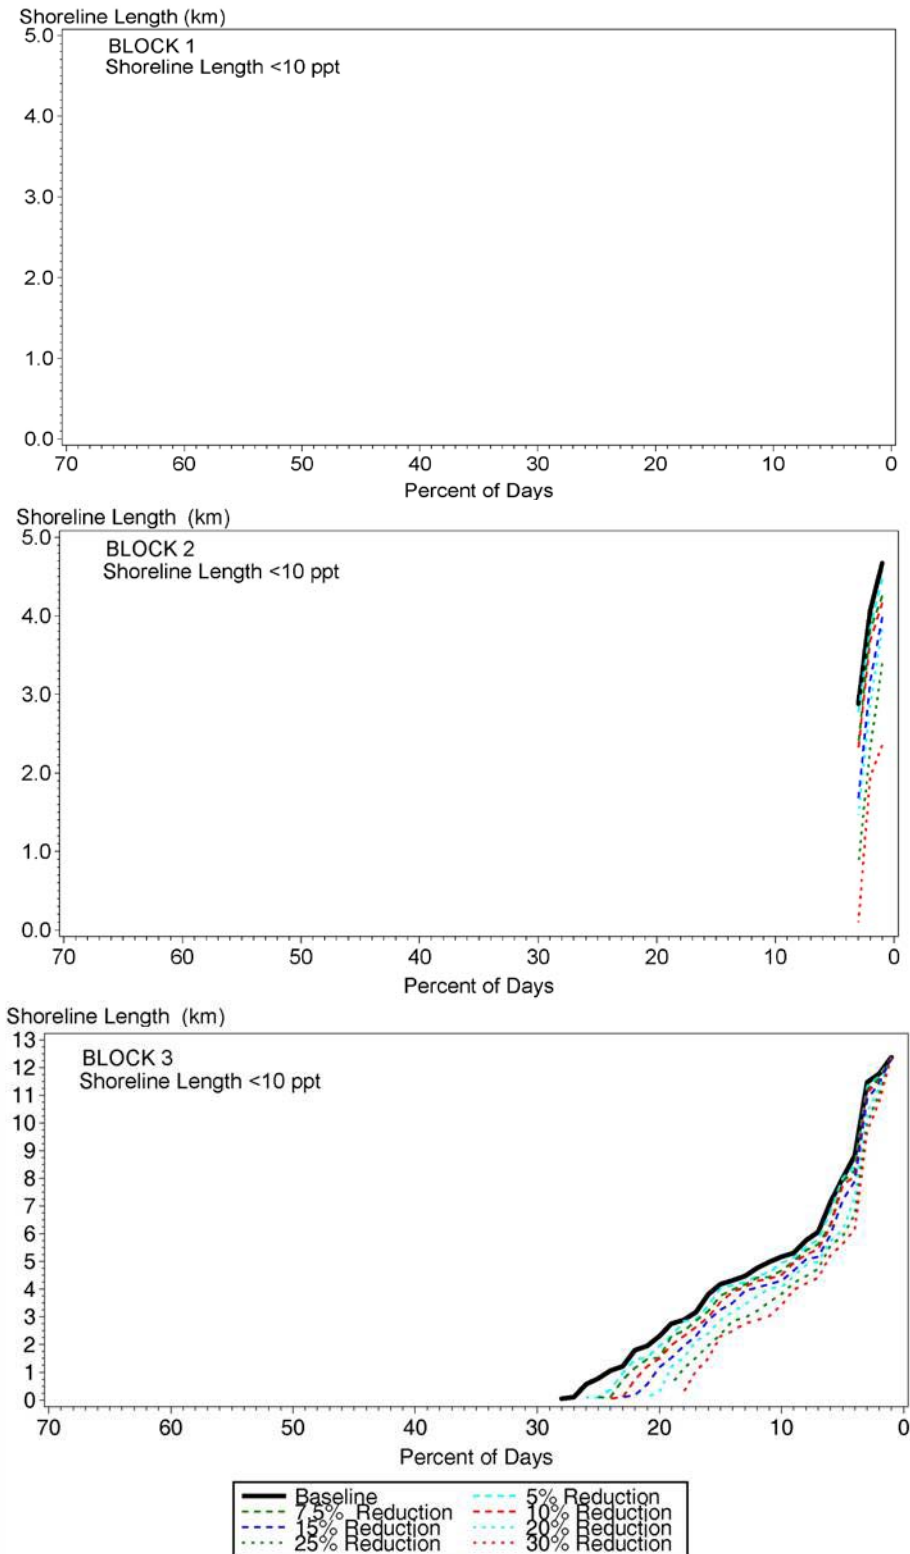 Shoreline Length (km)
5.0
BLOCK 1
Shoreline Length <10 ppt
4.0
3.0
2.0
1.0
0.0
70 60 50 40 30 20 10 0
Percent of Days
Shoreline Length (km)
5.0
BLOCK 2
Shoreline Length <10 ppt
4.0
3.0
2.0
1.0
0.0
70 60 50 40 30 20 10 0
Percent of Days
Shoreline Length (km)
13
BLOCK 3
12
Shoreline Length <10 ppt
11
10
9
8
7
6
5
4
3
2
1
0
70 60 50 40 30 20 10 0
Percent of Days
Baseline 5% Reduction
7.5% Reduction 10% Reduction
15% Reduction 20% Reduction
25% Reduction 30% Reduction